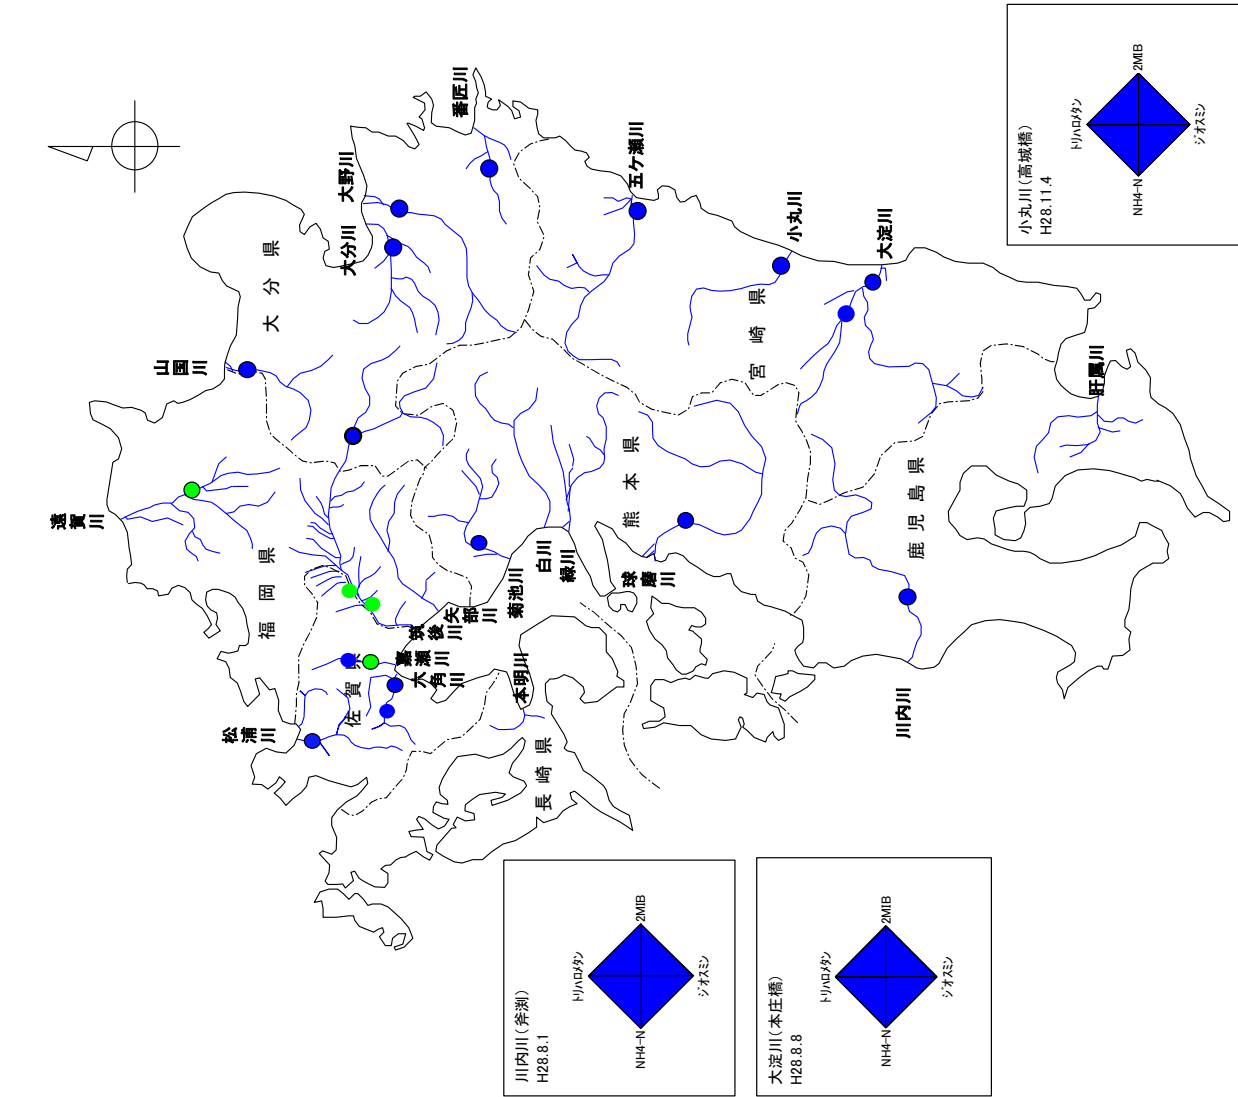 遠賀川
山国川
大分川
大野川
番匠川
五ケ瀬川
小丸川
大淀川
肝属川
川内川
球磨川
緑川
白川
菊池川
矢部川
筑後川
嘉瀬川
六角川
松浦川
本明川
福岡県
大分県
佐賀県
長崎県
熊本県
宮崎県
鹿児島県
小丸川(高城橋)
H28.11.4
トリハロメタン
2MIB
NH4-N
ジオスミン
川内川(斧渕)
H28.8.1
トリハロメタン
2MIB
NH4-N
ジオスミン
大淀川(本庄橋)
H28.8.8
トリハロメタン
2MIB
NH4-N
ジオスミン